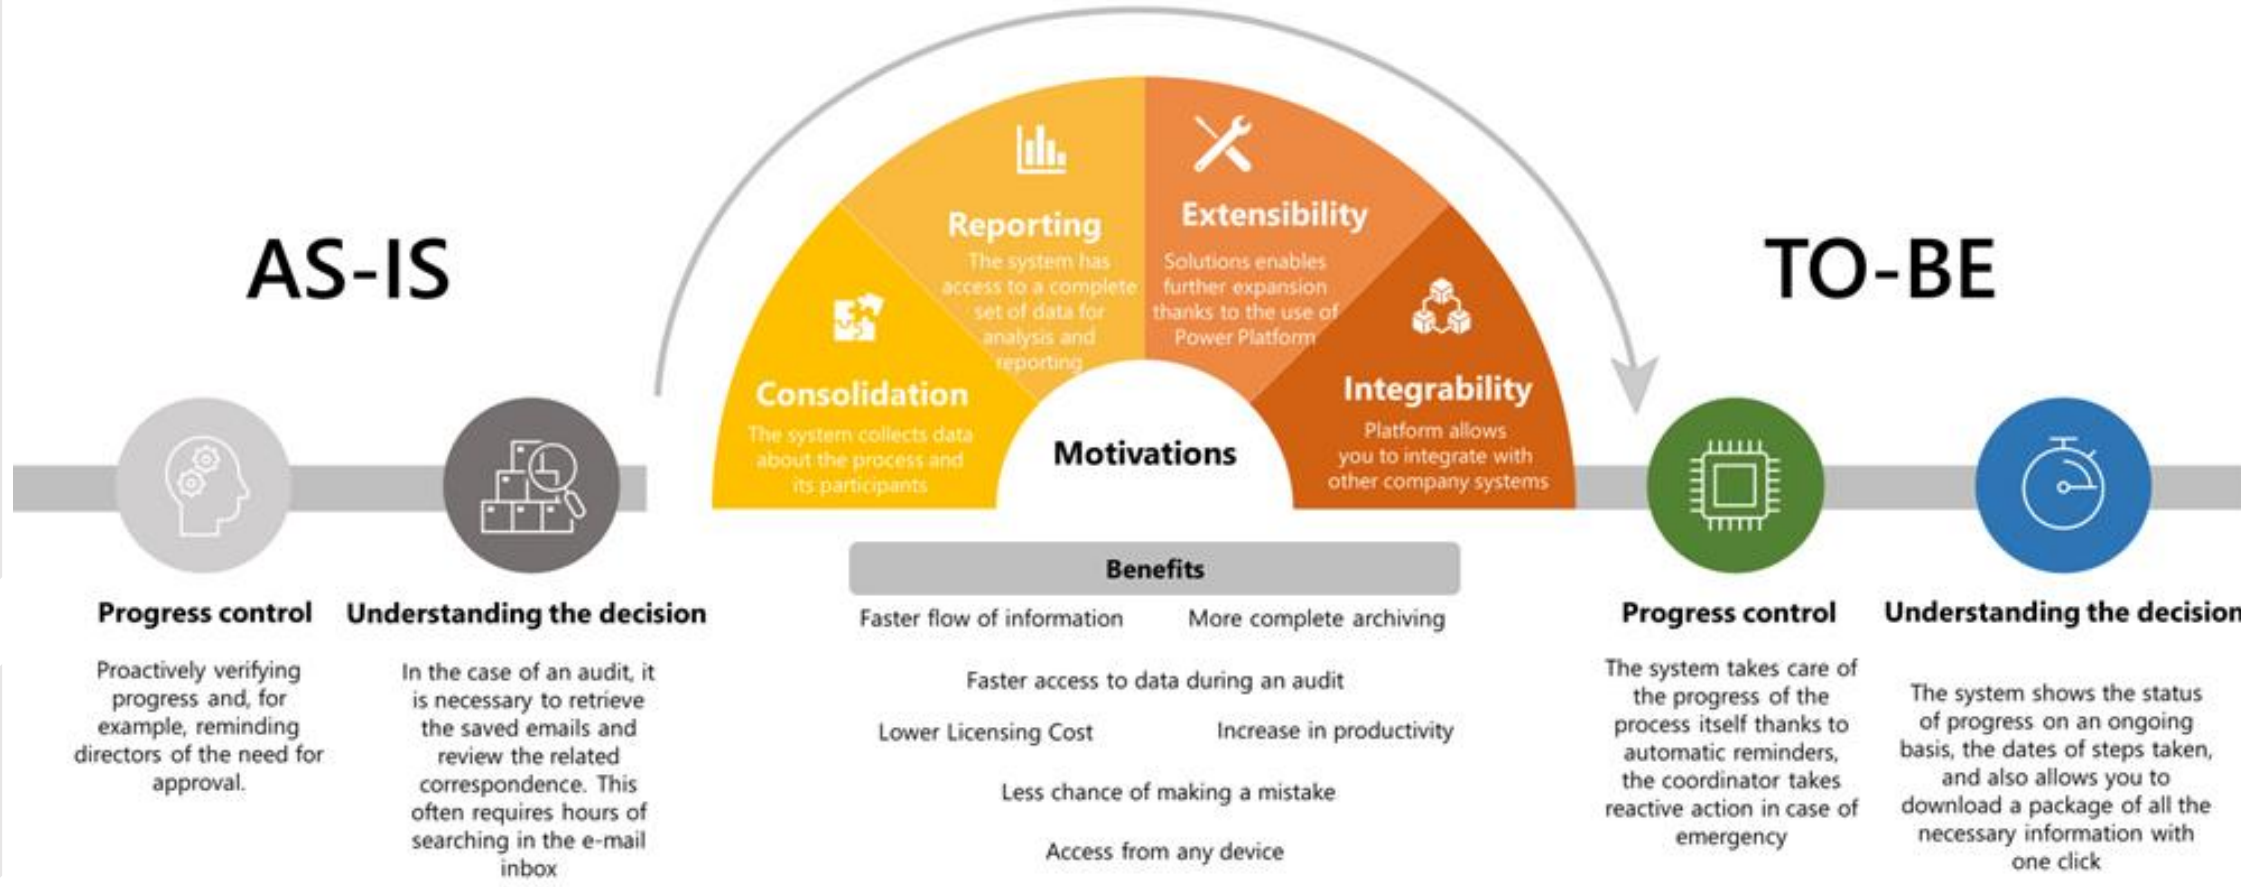 AS-IS
Progress control
Proactively verifying
progress and, for
example, reminding
directors of the need for
approval.
Understanding the decision
In the case of an audit, it
is necessary to retrieve
the saved emails and
review the related
correspondence. This
often requires hours of
searching in the e-mail
inbox
Consolidation
The system collects data
about the process and
its participants
Reporting
The system has
access to a complete
set of data for
analysis and
reporting
Extensibility
Solutions enables
further expansion
thanks to the use of
Power Platform
Integrability
Platform allows
you to integrate with
other company systems
Motivations
Benefits
Faster flow of information
More complete archiving
Faster access to data during an audit
Lower Licensing Cost
Increase in productivity
Less chance of making a mistake
Access from any device
TO-BE
Progress control
The system takes care of
the progress of the
process itself thanks to
automatic reminders,
the coordinator takes
reactive action in case of
emergency
Understanding the decision
The system shows the status
of progress on an ongoing
basis, the dates of steps taken,
and also allows you to
download a package of all the
necessary information with
one click